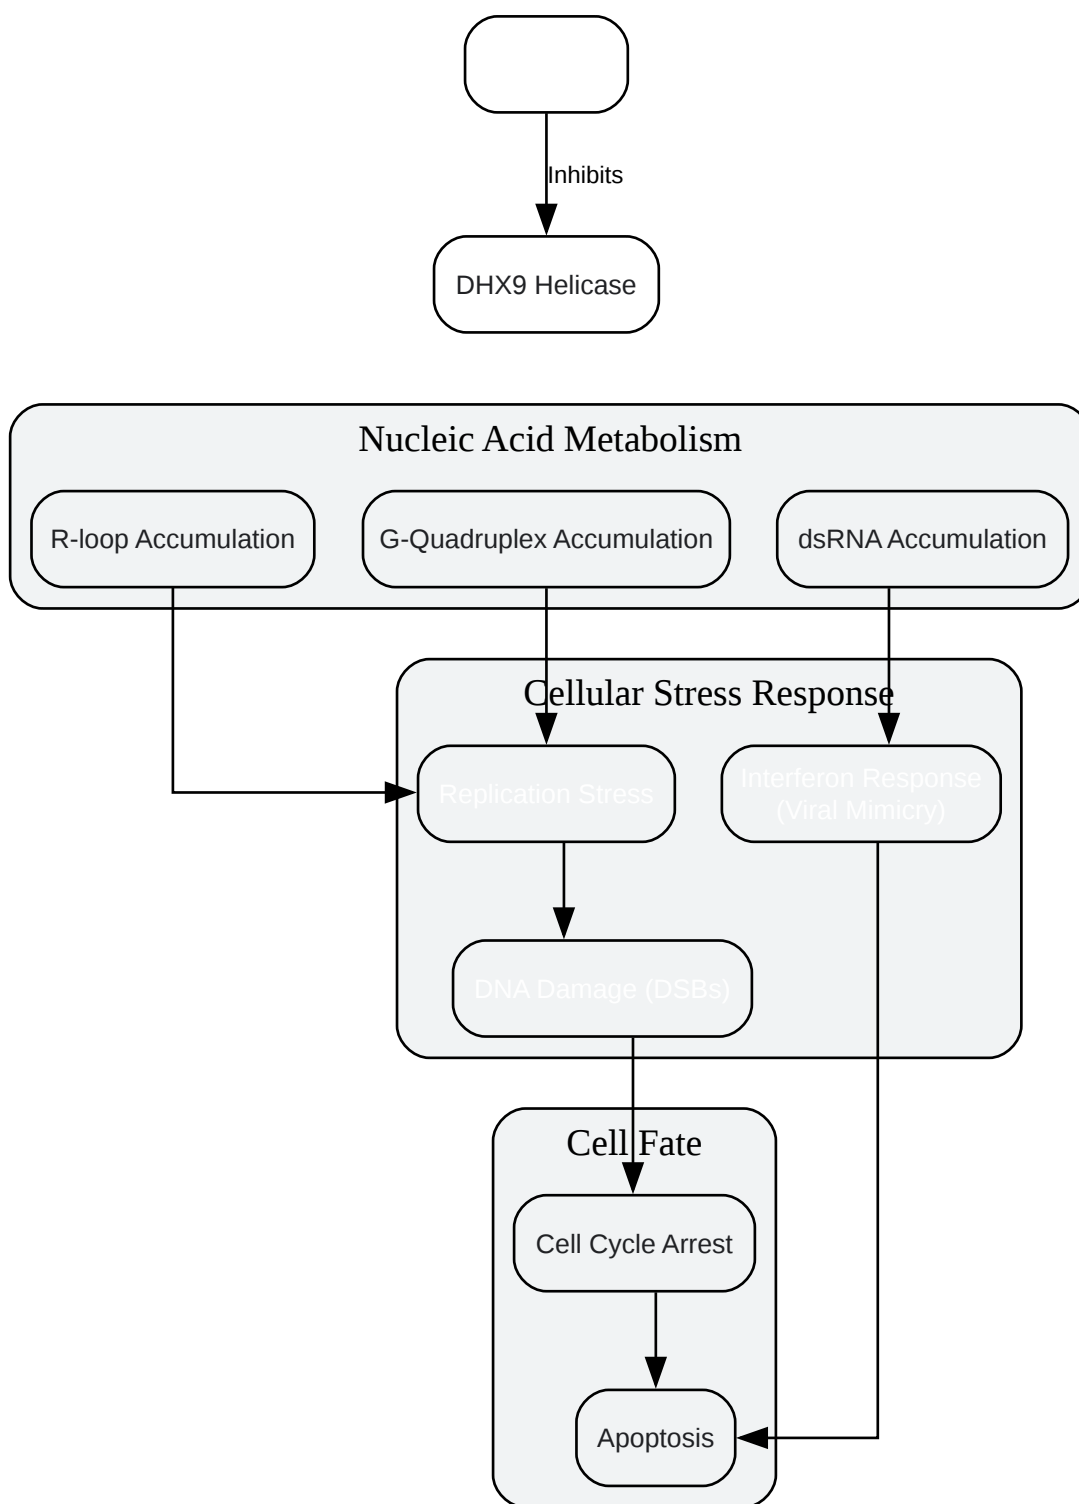 Inhibits
DHX9 Helicase
Nucleic Acid Metabolism
R-loop Accumulation
G-Quadruplex Accumulation
dsRNA Accumulation
Cellular Stress Response
Replication Stress
Interferon Response
(Viral Mimicry)
DNA Damage (DSBs)
Cell Fate
Cell Cycle Arrest
Apoptosis